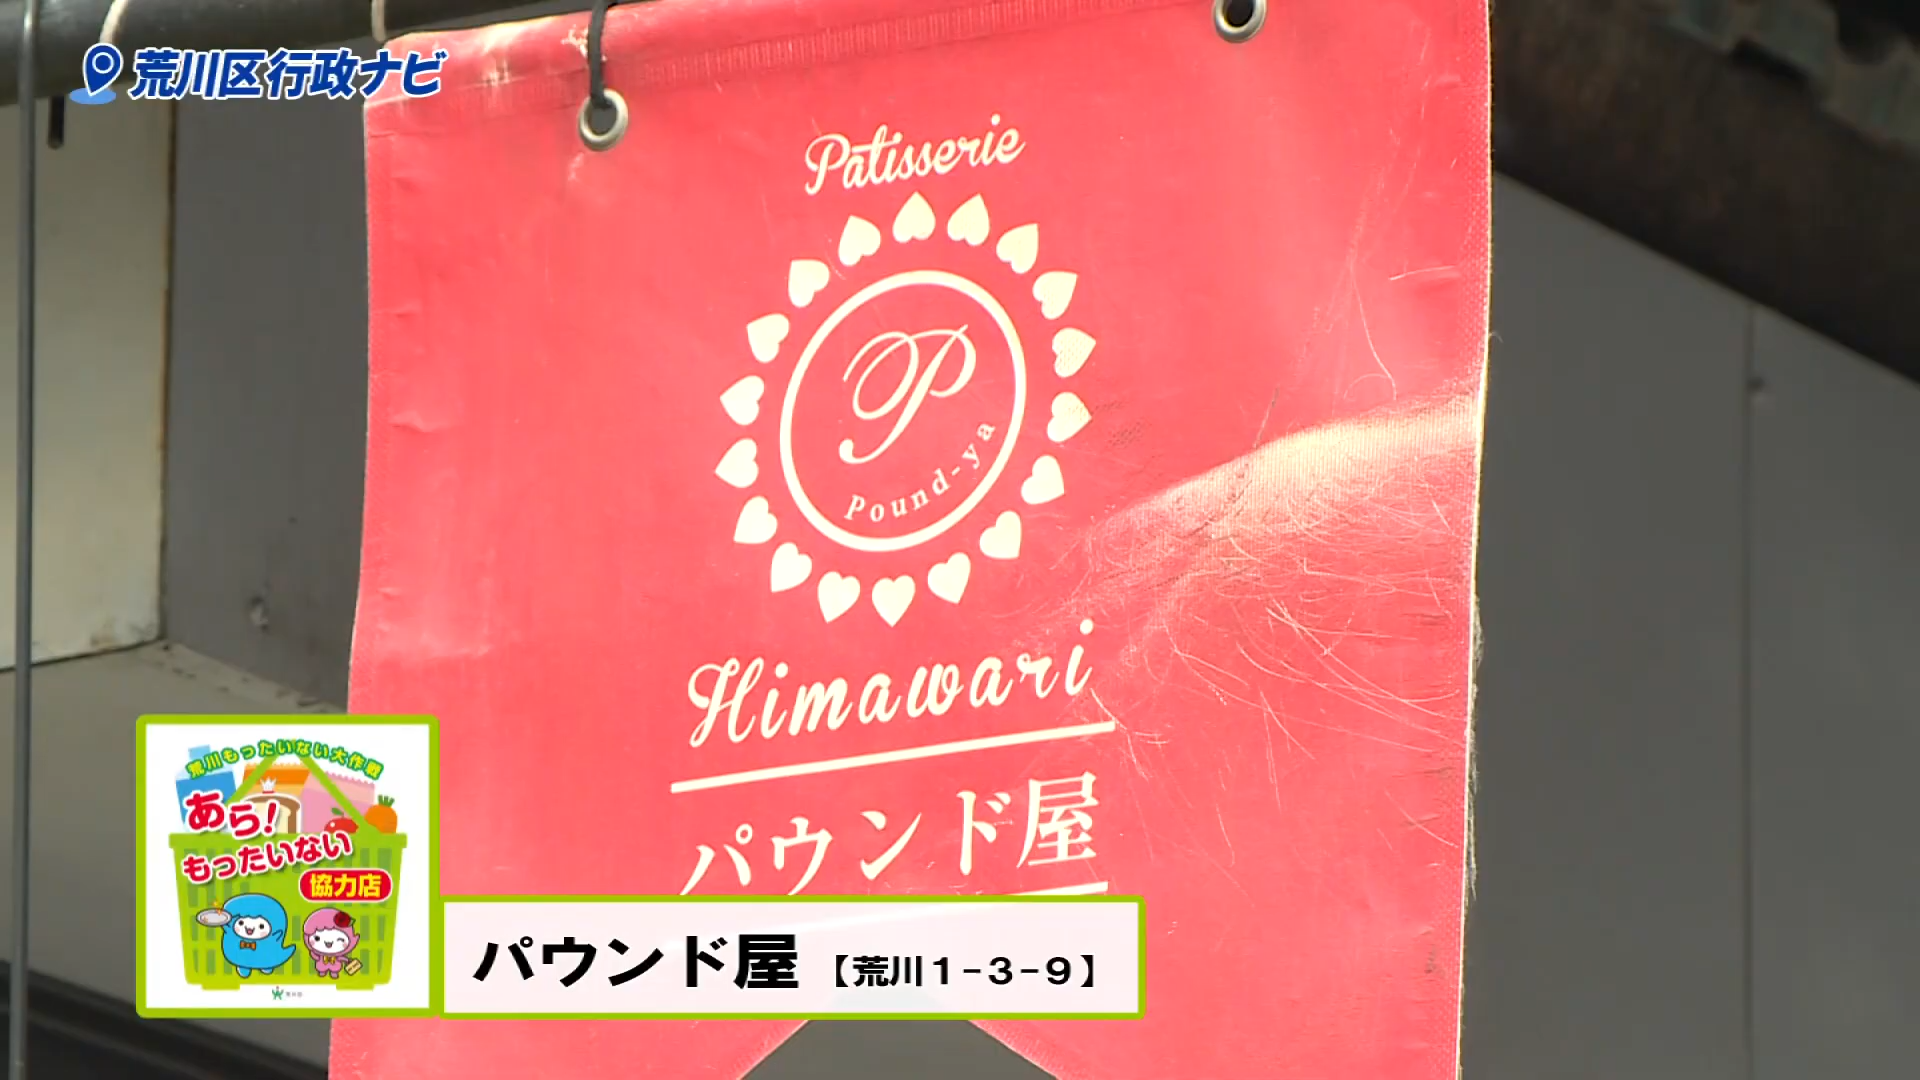 荒川区行政ナビ
Patisserie
P
Pound-ya
Himawari
パウンド屋
荒川もったいない大作戦
あら!
もったいない
協力店
パウンド屋【荒川1-3-9】